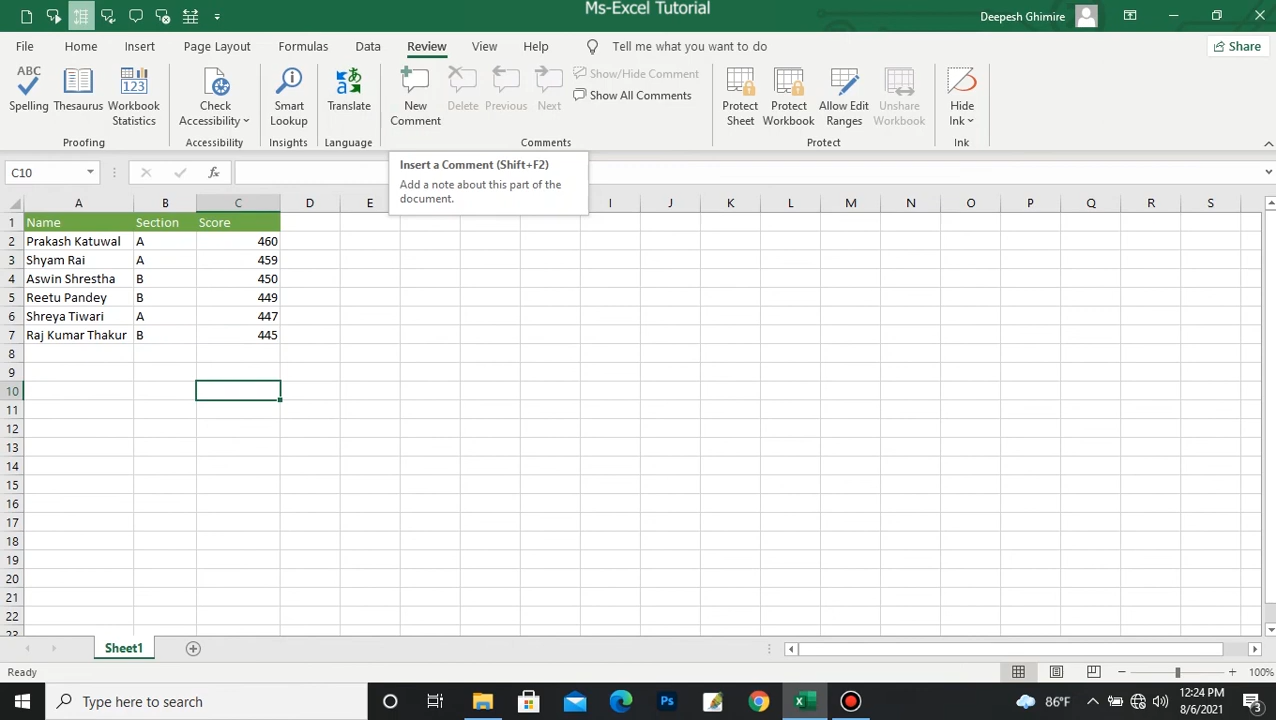 Ms-Excel Tutorial
Deepesh Ghimire
File Home Insert Page Layout Formulas Data Review View Help Tell me what you want to do Share
ABC
Spelling
Thesaurus
123
Workbook
Statistics
Proofing
Check
Accessibility
Accessibility
Smart
Lookup
Insights
Translate
Language
New
Comment
Delete
Previous
Next
Show/Hide Comment
Show All Comments
Comments
Protect
Sheet
Protect
Workbook
Allow Edit
Ranges
Unshare
Workbook
Protect
Hide
Ink
Ink
C10
fx
Insert a Comment (Shift+F2)
Add a note about this part of the
document.
A B C D E I J K L M N O P Q R S
1 Name Section Score
2 Prakash Katuwal A 460
3 Shyam Rai A 459
4 Aswin Shrestha B 450
5 Reetu Pandey B 449
6 Shreya Tiwari A 447
7 Raj Kumar Thakur B 445
8
9
10
11
12
13
14
15
16
17
18
19
20
21
22
23
Sheet1
Ready
100%
Type here to search
Ps
86°F
12:24 PM
8/6/2021
3